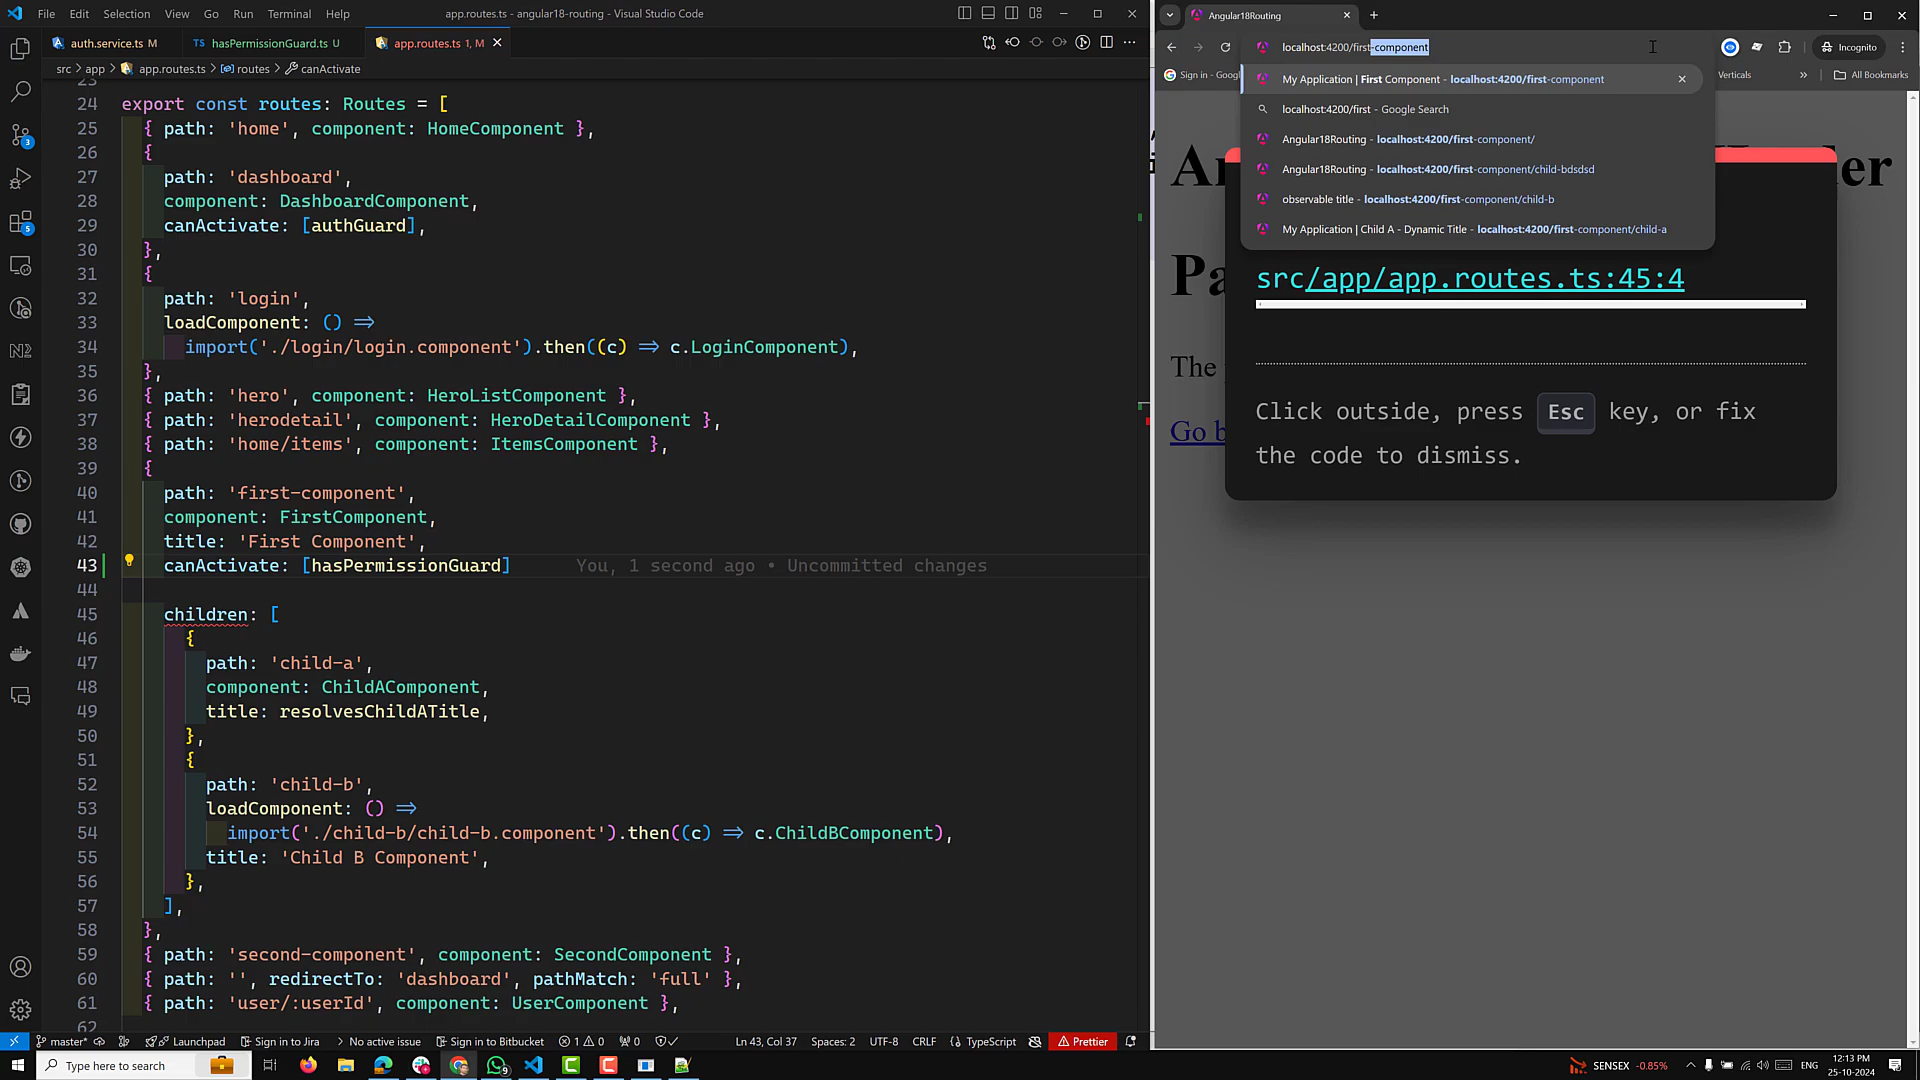 File Edit Selection View Go Run Terminal Help
app.routes.ts - angular18-routing - Visual Studio Code
auth.service.ts M
hasPermissionGuard.ts U
app.routes.ts 1, M
src > app > app.routes.ts > routes > canActivate
23
24 export const routes: Routes = [
25 { path: 'home', component: HomeComponent },
26 {
27 path: 'dashboard',
28 component: DashboardComponent,
29 canActivate: [authGuard],
30 },
31 {
32 path: 'login',
33 loadComponent: () =>
34 import('./login/login.component').then((c) => c.LoginComponent),
35 },
36 { path: 'hero', component: HeroListComponent },
37 { path: 'herodetail', component: HeroDetailComponent },
38 { path: 'home/items', component: ItemsComponent },
39 {
40 path: 'first-component',
41 component: FirstComponent,
42 title: 'First Component',
43 canActivate: [hasPermissionGuard] You, 1 second ago • Uncommitted changes
44
45 children: [
46 {
47 path: 'child-a',
48 component: ChildAComponent,
49 title: resolvesChildATitle,
50 },
51 {
52 path: 'child-b',
53 loadComponent: () =>
54 import('./child-b/child-b.component').then((c) => c.ChildBComponent),
55 title: 'Child B Component',
56 },
57 ],
58 },
59 { path: 'second-component', component: SecondComponent },
60 { path: '', redirectTo: 'dashboard', pathMatch: 'full' },
61 { path: 'user/:userId', component: UserComponent },
62
3
5
master* Launchpad Sign in to Jira No active issue Sign in to Bitbucket 1 0 0 Ln 43, Col 37 Spaces: 2 UTF-8 CRLF {} TypeScript Prettier
Angular18Routing
localhost:4200/first-component
Incognito
Sign in - Googl
Verticals
» All Bookmarks
My Application | First Component - localhost:4200/first-component
localhost:4200/first - Google Search
Angular18Routing - localhost:4200/first-component/
Angular18Routing - localhost:4200/first-component/child-bdsdsd
observable title - localhost:4200/first-component/child-b
My Application | Child A - Dynamic Title - localhost:4200/first-component/child-a
src/app/app.routes.ts:45:4
The
Click outside, press Esc key, or fix
the code to dismiss.
Type here to search
9
SENSEX -0.85%
ENG
12:13 PM
25-10-2024